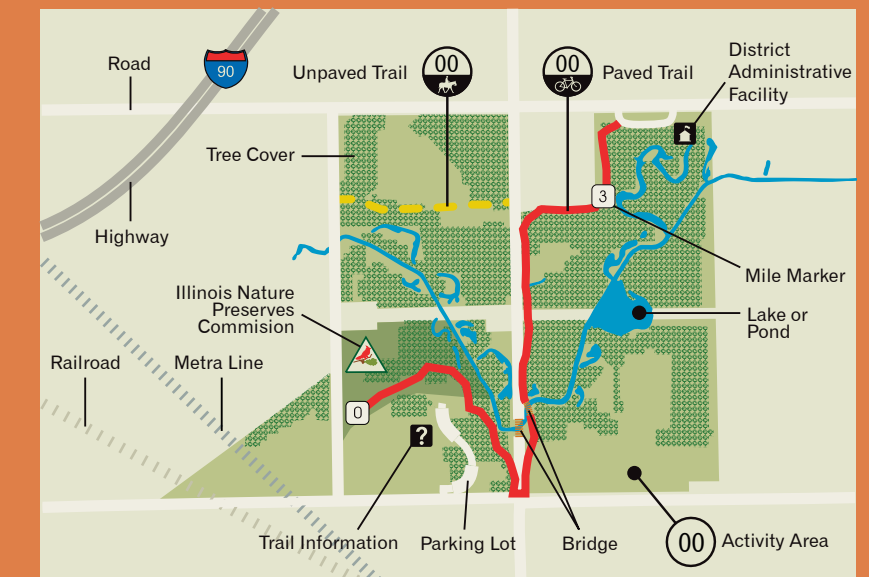 Road
90
Unpaved Trail
00
00
Paved Trail
District
Administrative
Facility
Tree Cover
3
Highway
Mile Marker
Illinois Nature
Preserves
Commision
Lake or
Pond
Railroad
Metra Line
0
?
Trail Information
Parking Lot
Bridge
00
Activity Area